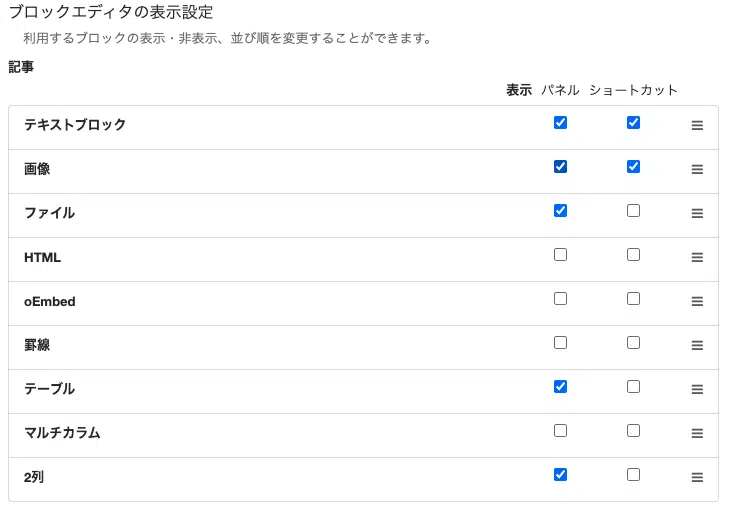 ブロックエディタの表示設定
利用するブロックの表示・非表示、並び順を変更することができます。
記事
表示 パネル ショートカット
テキストブロック
画像
ファイル
HTML
oEmbed
罫線
テーブル
マルチカラム
2列